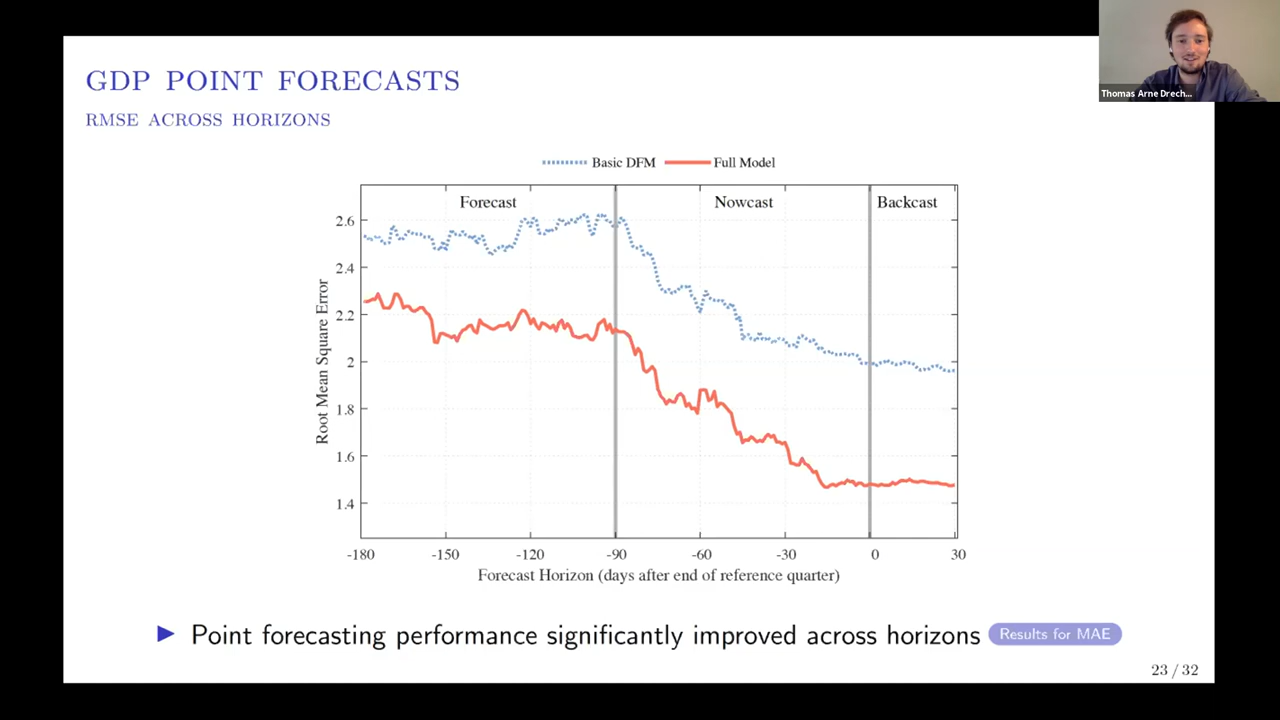 GDP POINT FORECASTS
RMSE ACROSS HORIZONS
Thomas Arne Drech...
Basic DFM Full Model
Forecast Nowcast Backcast
2.6
2.4
2.2
2
1.8
1.6
1.4
Root Mean Square Error
-180 -150 -120 -90 -60 -30 0 30
Forecast Horizon (days after end of reference quarter)
Point forecasting performance significantly improved across horizons Results for MAE
23 / 32